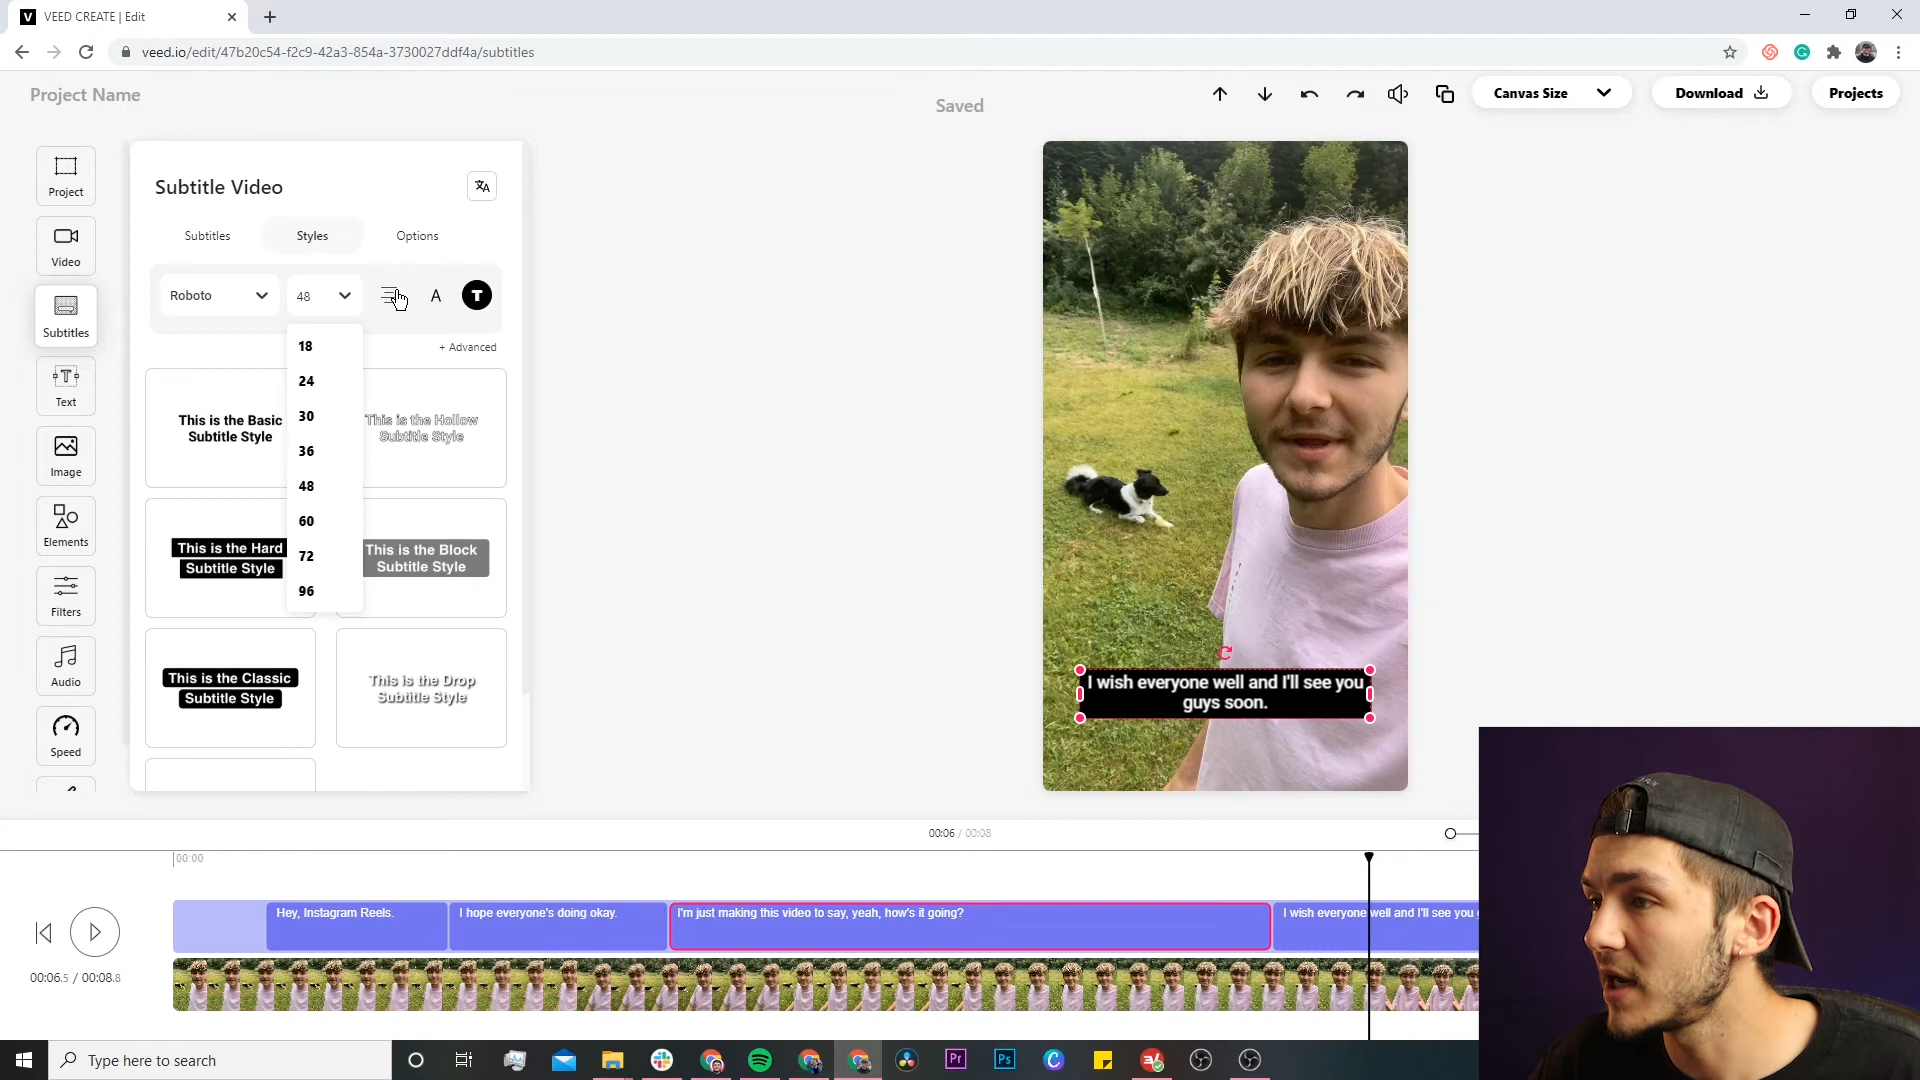 VEED CREATE | Edit
veed.io/edit/47b20c54-f2c9-42a3-854a-3730027ddf4a/subtitles
Project Name
Saved
Canvas Size
Download
Projects
Project
Video
Subtitles
Text
Image
Elements
Filters
Audio
Speed
Subtitle Video
Subtitles
Styles
Options
Roboto
48
A
T
18
24
30
36
48
60
72
96
+ Advanced
This is the Basic
Subtitle Style
This is the Hollow
Subtitle Style
This is the Hard
Subtitle Style
This is the Block
Subtitle Style
This is the Classic
Subtitle Style
This is the Drop
Subtitle Style
I wish everyone well and I'll see you
guys soon.
00:06 / 00:08
00:00
Hey, Instagram Reels.
I hope everyone's doing okay.
I'm just making this video to say, yeah, how's it going?
I wish everyone well and I'll see you
00:06.5 / 00:08.8
Type here to search
Pr
Ps